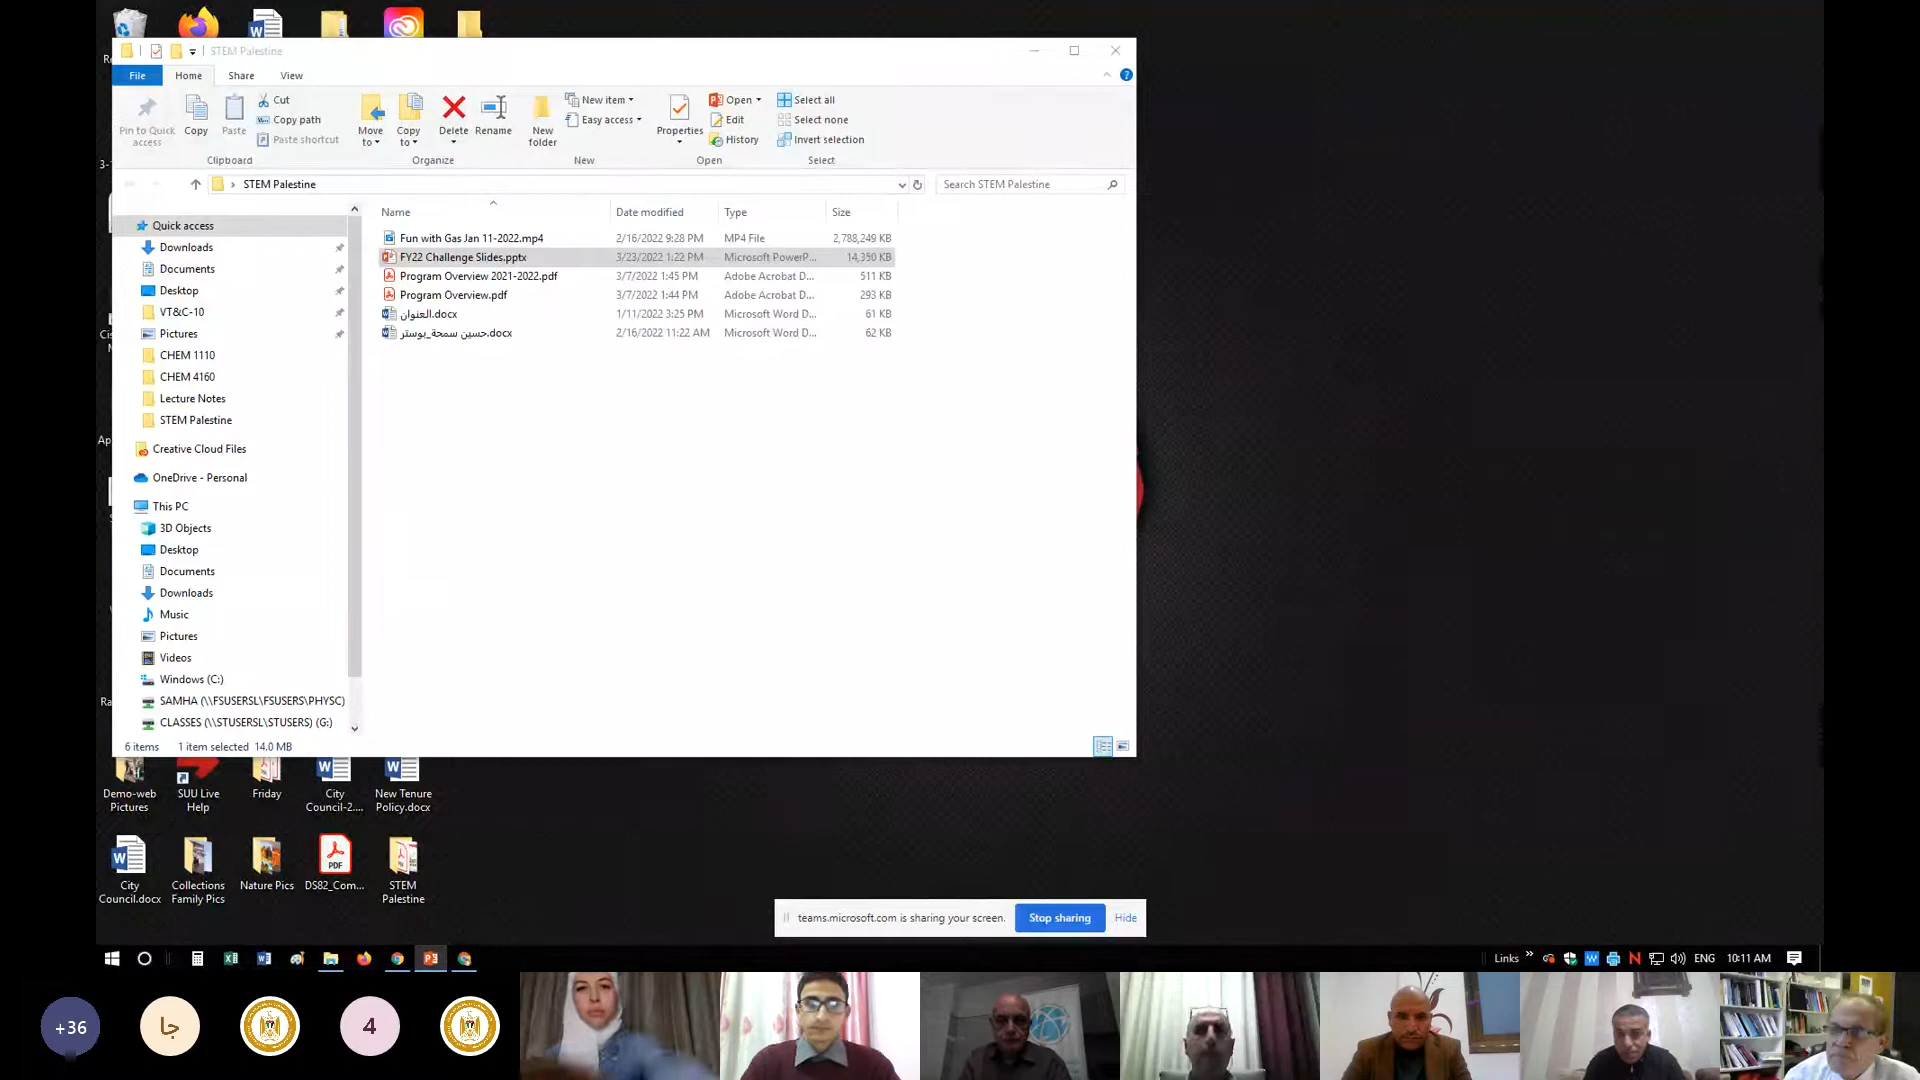 STEM Palestine
File Home Share View
Pin to Quick access
Copy
Paste
Cut
Copy path
Paste shortcut
Clipboard
Move to
Copy to
Delete
Rename
Organize
New folder
New item
Easy access
New
Properties
Open
Edit
History
Open
Select all
Select none
Invert selection
Select
STEM Palestine
Search STEM Palestine
Name Date modified Type Size
Fun with Gas Jan 11-2022.mp4 2/16/2022 9:28 PM MP4 File 2,788,249 KB
FY22 Challenge Slides.pptx 3/23/2022 1:22 PM Microsoft PowerP... 14,350 KB
Program Overview 2021-2022.pdf 3/7/2022 1:45 PM Adobe Acrobat D... 511 KB
Program Overview.pdf 3/7/2022 1:44 PM Adobe Acrobat D... 293 KB
العنوان.docx 1/11/2022 3:25 PM Microsoft Word D... 61 KB
حسين سمحة_بوستر.docx 2/16/2022 11:22 AM Microsoft Word D... 62 KB
Quick access
Downloads
Documents
Desktop
VT&C-10
Pictures
CHEM 1110
CHEM 4160
Lecture Notes
STEM Palestine
Creative Cloud Files
OneDrive - Personal
This PC
3D Objects
Desktop
Documents
Downloads
Music
Pictures
Videos
Windows (C:)
SAMHA (\\FSUSERSL\FSUSERS\PHYSC)
CLASSES (\\STUSERSL\STUSERS) (G:)
6 items 1 item selected 14.0 MB
Demo-web Pictures
SUU Live Help
Friday
City Council-2....
New Tenure Policy.docx
City Council.docx
Collections Family Pics
Nature Pics
PDF
DS82_Com...
STEM Palestine
teams.microsoft.com is sharing your screen. Stop sharing Hide
Links ENG 10:11 AM
+36
جا
4